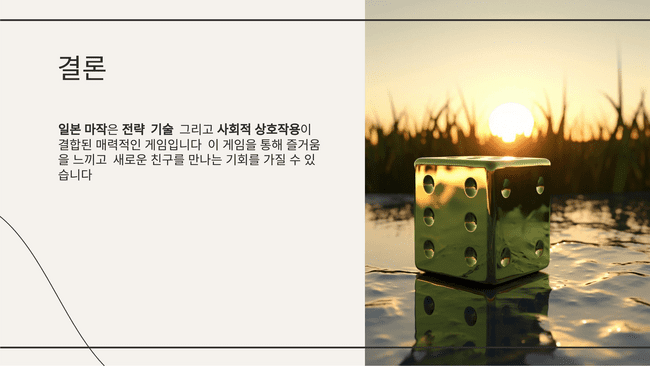 결론
일본 마작은 전략 기술 그리고 사회적 상호작용이
결합된 매력적인 게임입니다 이 게임을 통해 즐거움
을 느끼고 새로운 친구를 만나는 기회를 가질 수 있
습니다